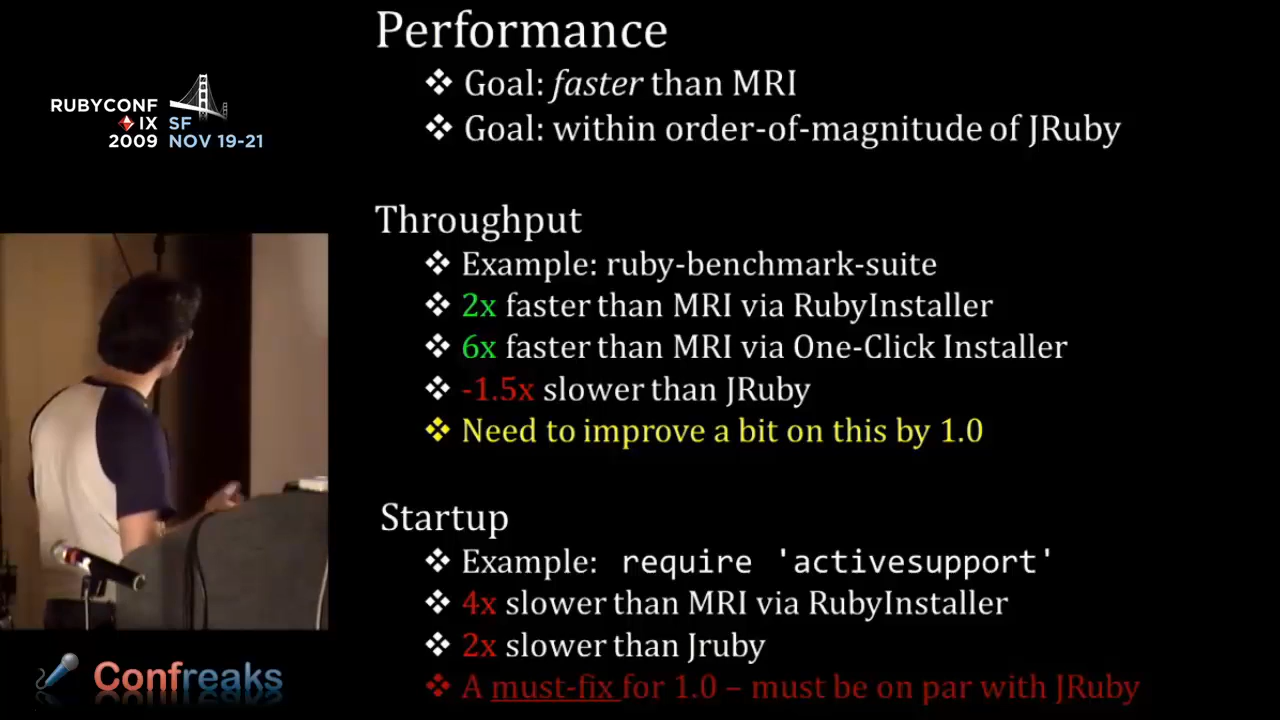 Performance
❖ Goal: faster than MRI
❖ Goal: within order-of-magnitude of JRuby
RUBYCONF
IX SF
2009 NOV 19-21
Throughput
❖ Example: ruby-benchmark-suite
❖ 2x faster than MRI via RubyInstaller
❖ 6x faster than MRI via One-Click Installer
❖ -1.5x slower than JRuby
❖ Need to improve a bit on this by 1.0
Startup
❖ Example: require 'activesupport'
❖ 4x slower than MRI via RubyInstaller
❖ 2x slower than Jruby
❖ A must-fix for 1.0 – must be on par with JRuby
Confreaks